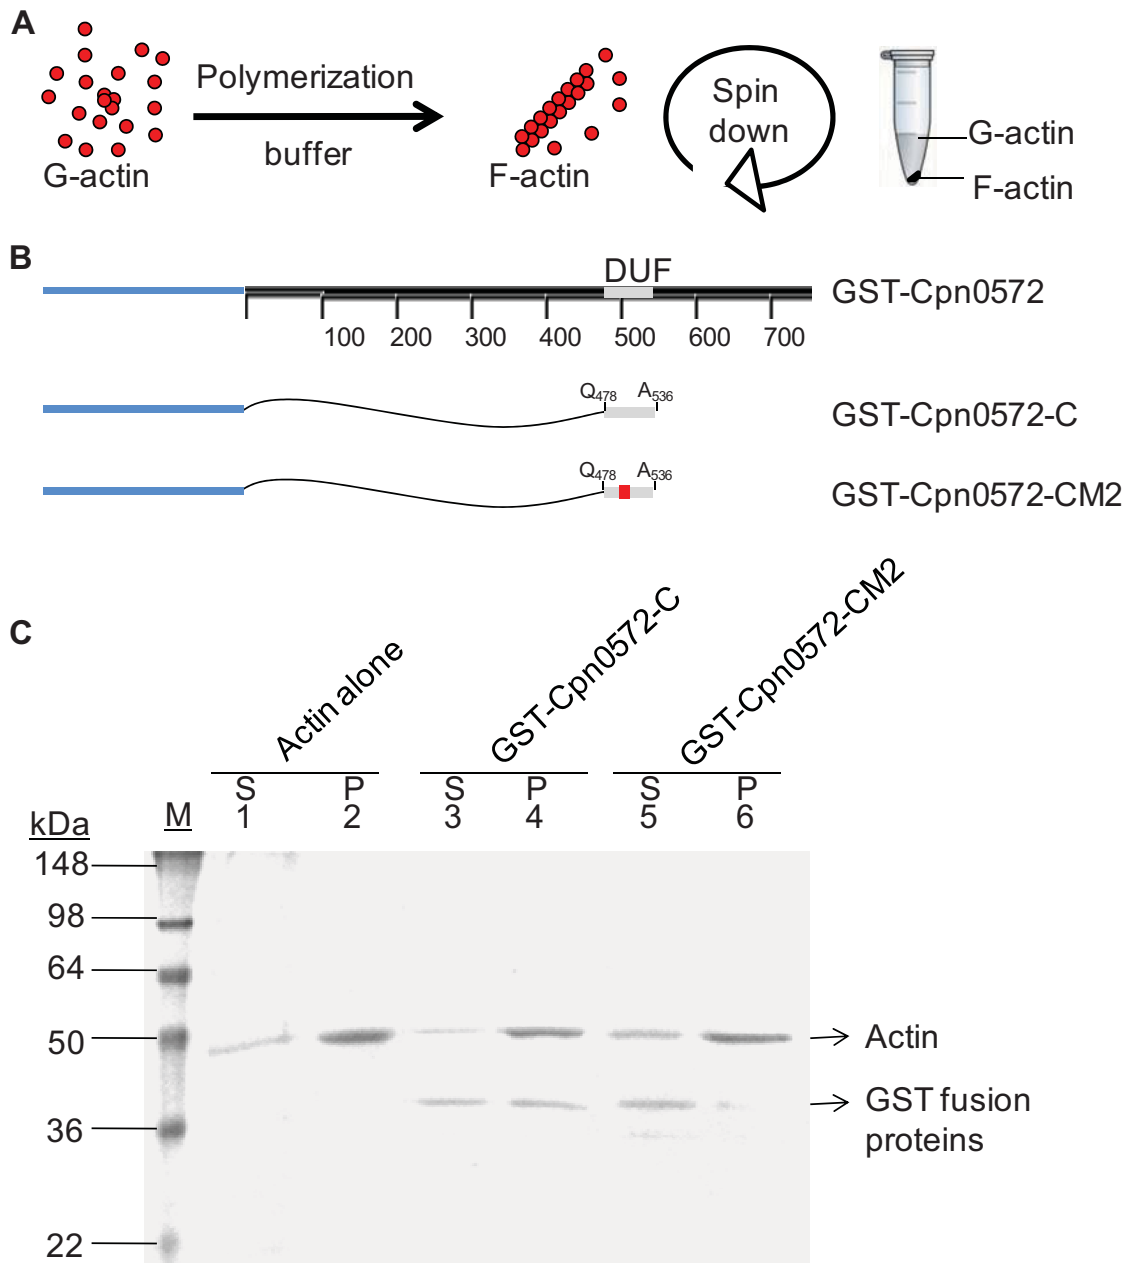 A
G-actin
Polymerization
buffer
F-actin
Spin
down
G-actin
F-actin
B
DUF
GST-Cpn0572
100 200 300 400 500 600 700
Q478 A536
GST-Cpn0572-C
Q478 A536
GST-Cpn0572-CM2
C
Actin alone
GST-Cpn0572-C
GST-Cpn0572-CM2
S P S P S P
kDa M 1 2 3 4 5 6
148
98
64
50
36
22
Actin
GST fusion
proteins